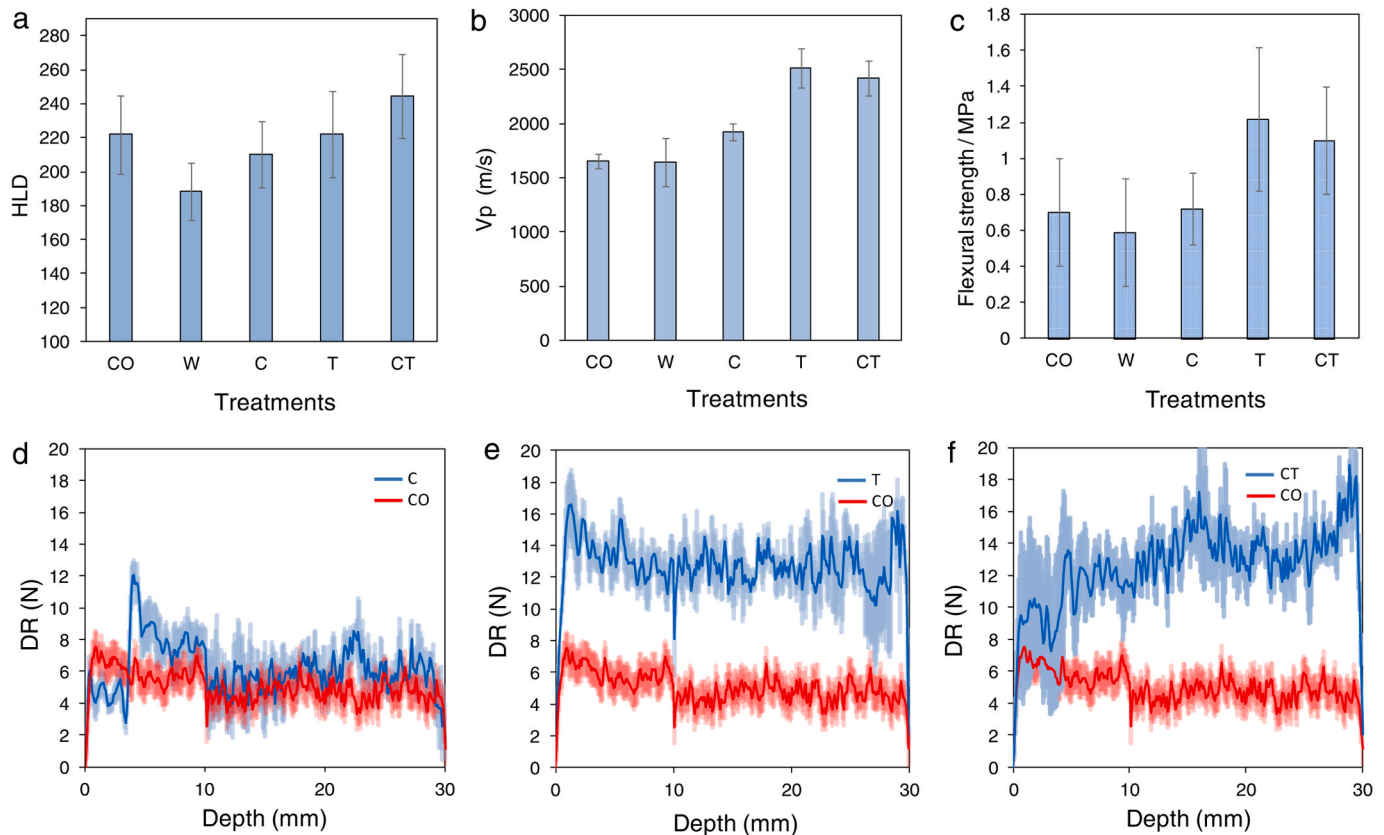 a
HLD
280
260
240
220
200
180
160
140
120
100
CO W C T CT
Treatments
b
Vp (m/s)
3000
2500
2000
1500
1000
500
0
CO W C T CT
Treatments
c
Flexural strength / MPa
1.8
1.6
1.4
1.2
1
0.8
0.6
0.4
0.2
0
CO W C T CT
Treatments
d
DR (N)
20
18
16
14
12
10
8
6
4
2
0
C
CO
0 10 20 30
Depth (mm)
e
DR (N)
20
18
16
14
12
10
8
6
4
2
0
T
CO
0 10 20 30
Depth (mm)
f
DR (N)
20
18
16
14
12
10
8
6
4
2
0
CT
CO
0 10 20 30
Depth (mm)